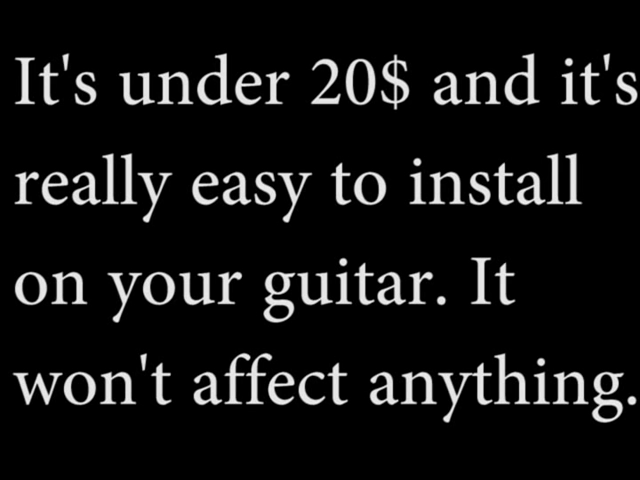 It's under 20$ and it's
really easy to install
on your guitar. It
won't affect anything.